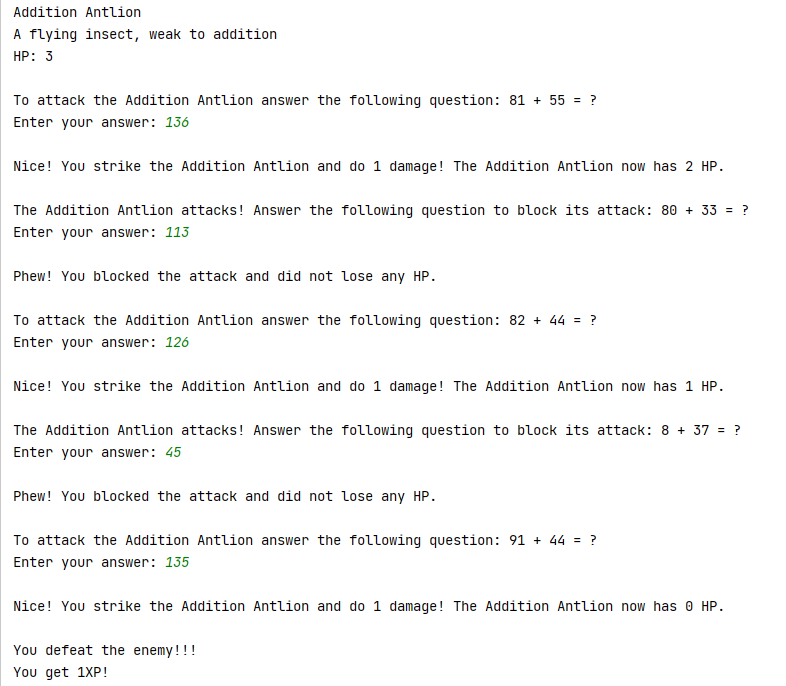 Addition Antlion
A flying insect, weak to addition
HP: 3
To attack the Addition Antlion answer the following question: 81 + 55 = ?
Enter your answer: 136
Nice! You strike the Addition Antlion and do 1 damage! The Addition Antlion now has 2 HP.
The Addition Antlion attacks! Answer the following question to block its attack: 80 + 33 = ?
Enter your answer: 113
Phew! You blocked the attack and did not lose any HP.
To attack the Addition Antlion answer the following question: 82 + 44 = ?
Enter your answer: 126
Nice! You strike the Addition Antlion and do 1 damage! The Addition Antlion now has 1 HP.
The Addition Antlion attacks! Answer the following question to block its attack: 8 + 37 = ?
Enter your answer: 45
Phew! You blocked the attack and did not lose any HP.
To attack the Addition Antlion answer the following question: 91 + 44 = ?
Enter your answer: 135
Nice! You strike the Addition Antlion and do 1 damage! The Addition Antlion now has 0 HP.
You defeat the enemy!!!
You get 1XP!